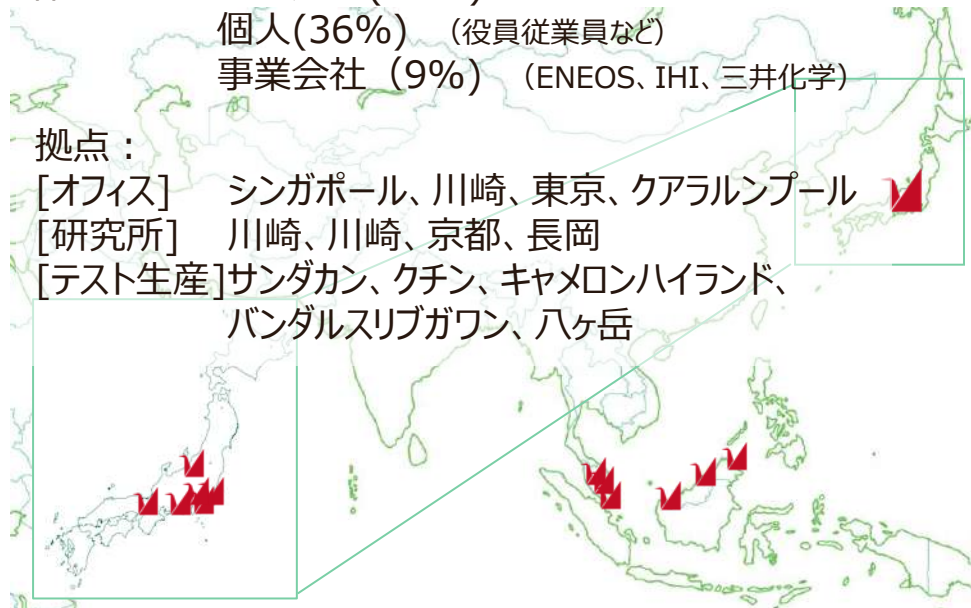 個人(36%) （役員従業員など）
事業会社（9%) （ENEOS、IHI、三井化学）
拠点：
[オフィス] シンガポール、川崎、東京、クアラルンプール
[研究所] 川崎、川崎、京都、長岡
[テスト生産]サンダカン、クチン、キャメロンハイランド、
バンダルスリブガワン、八ヶ岳